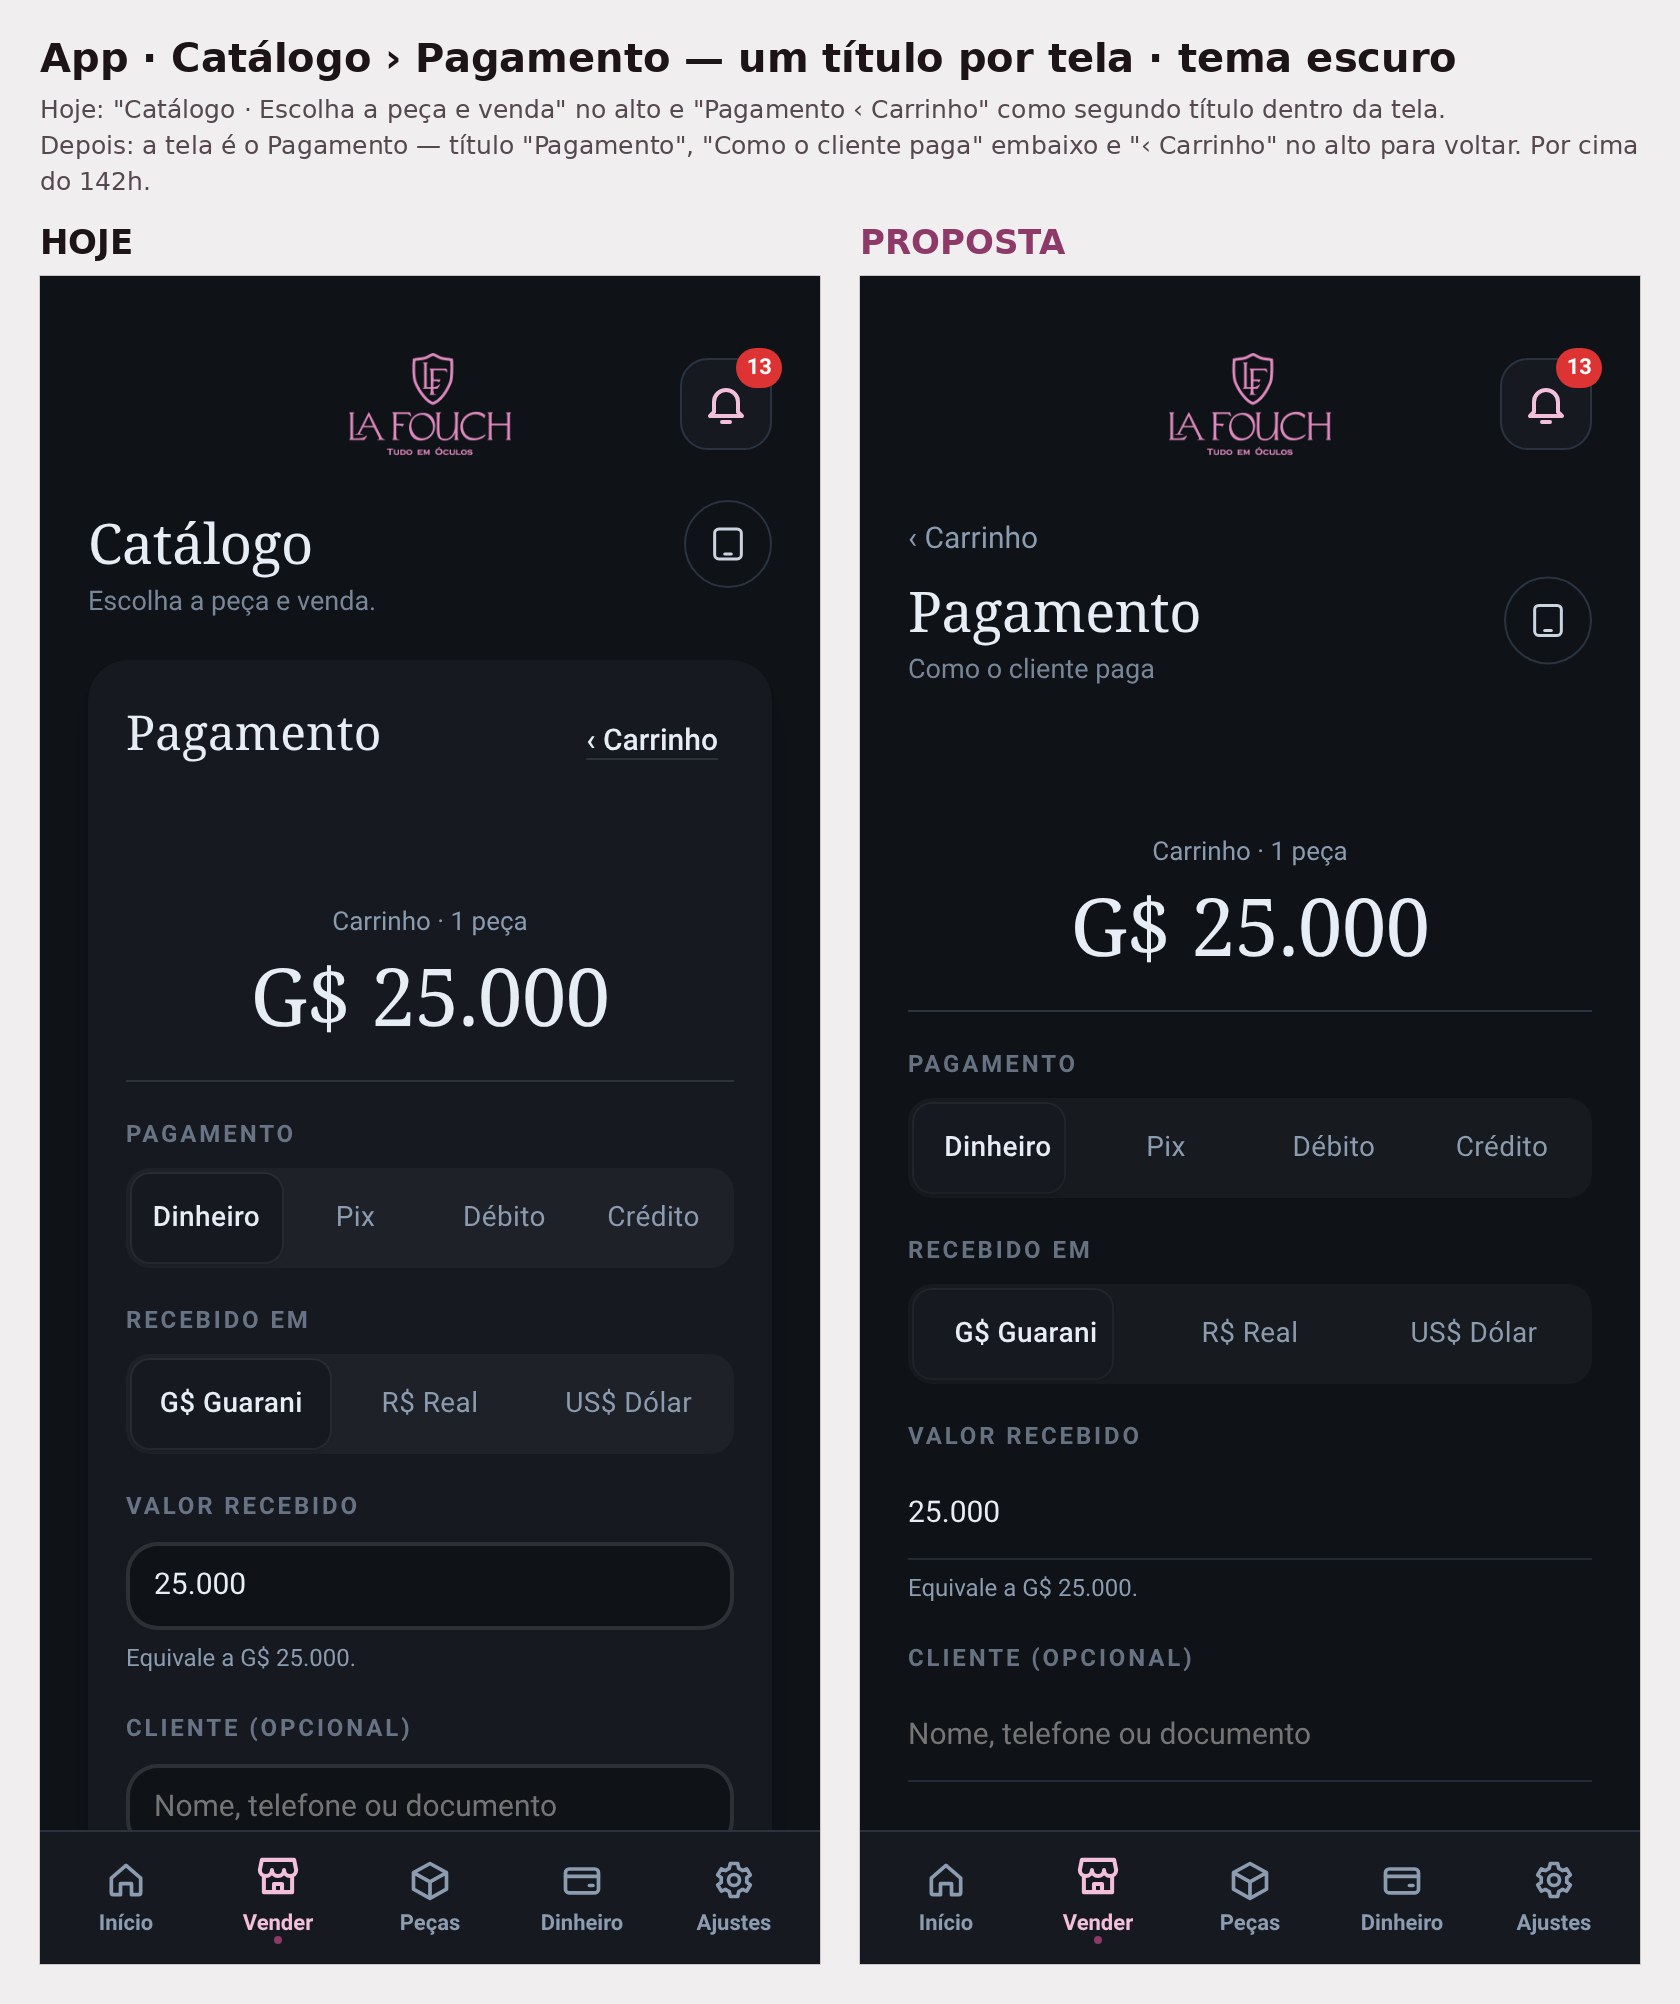 App · Catálogo › Pagamento — um título por tela · tema escuro
Hoje: "Catálogo · Escolha a peça e venda" no alto e "Pagamento ‹ Carrinho" como segundo título dentro da tela.
Depois: a tela é o Pagamento — título "Pagamento", "Como o cliente paga" embaixo e "‹ Carrinho" no alto para voltar. Por cima
do 142h.
HOJE
13
LF
LA FOUCH
TUDO EM ÓCULOS
Catálogo
Escolha a peça e venda.
Pagamento
‹ Carrinho
Carrinho · 1 peça
G$ 25.000
PAGAMENTO
Dinheiro Pix Débito Crédito
RECEBIDO EM
G$ Guarani R$ Real US$ Dólar
VALOR RECEBIDO
25.000
Equivale a G$ 25.000.
CLIENTE (OPCIONAL)
Nome, telefone ou documento
Início Vender Peças Dinheiro Ajustes
PROPOSTA
13
LF
LA FOUCH
TUDO EM ÓCULOS
‹ Carrinho
Pagamento
Como o cliente paga
Carrinho · 1 peça
G$ 25.000
PAGAMENTO
Dinheiro Pix Débito Crédito
RECEBIDO EM
G$ Guarani R$ Real US$ Dólar
VALOR RECEBIDO
25.000
Equivale a G$ 25.000.
CLIENTE (OPCIONAL)
Nome, telefone ou documento
Início Vender Peças Dinheiro Ajustes